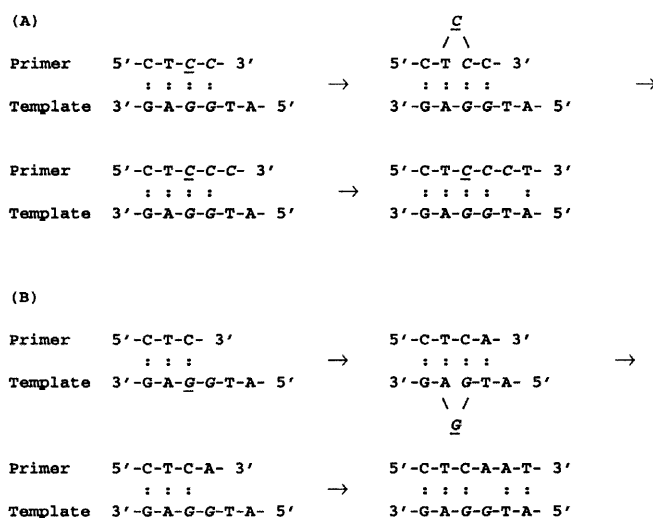 (A)
C
Primer 5'-C-T-C-C- 3' → 5'-C-T C-C- 3' →
: : : : : : : :
Template 3'-G-A-G-G-T-A- 5' 3'-G-A-G-G-T-A- 5'
Primer 5'-C-T-C-C-C- 3' → 5'-C-T-C-C-C-T- 3'
: : : : : : : : :
Template 3'-G-A-G-G-T-A- 5' 3'-G-A-G-G-T-A- 5'
(B)
Primer 5'-C-T-C- 3' → 5'-C-T-C-A- 3' →
: : : : : : :
Template 3'-G-A-G-G-T-A- 5' 3'-G-A G-T-A- 5'
G
Primer 5'-C-T-C-A- 3' → 5'-C-T-C-A-A-T- 3'
: : : : : : : :
Template 3'-G-A-G-G-T-A- 5' 3'-G-A-G-G-T-A- 5'